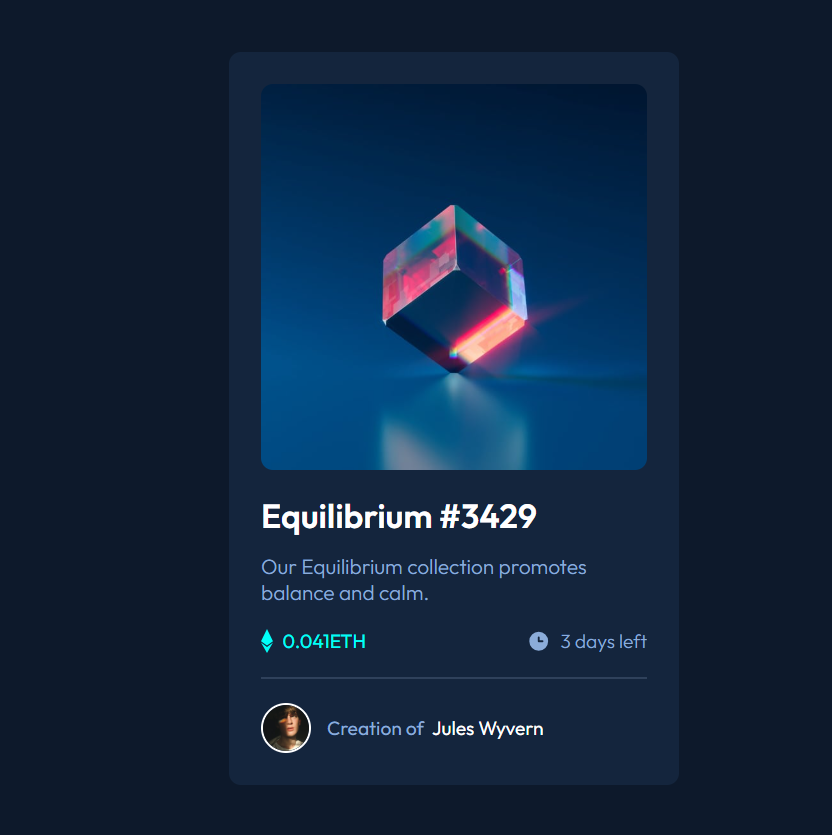 Equilibrium #3429
Our Equilibrium collection promotes
balance and calm.
0.041ETH 3 days left
Creation of Jules Wyvern